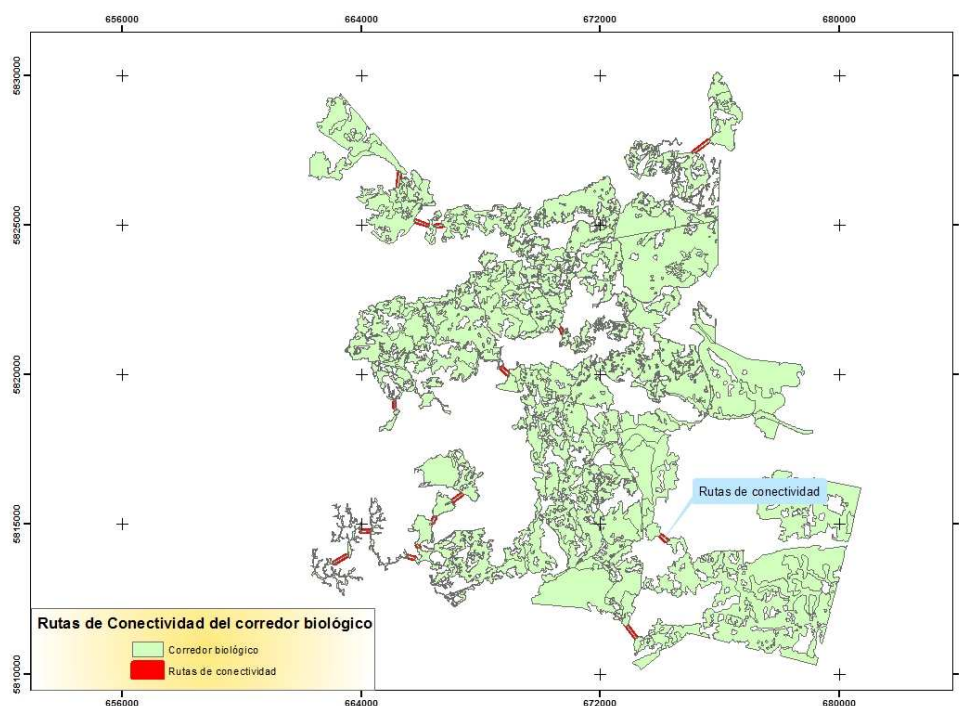 656000 664000 672000 680000
5830000
5825000
5820000
5815000
5810000
Rutas de conectividad
Rutas de Conectividad del corredor biológico
Corredor biológico
Rutas de conectividad
656000 664000 672000 680000